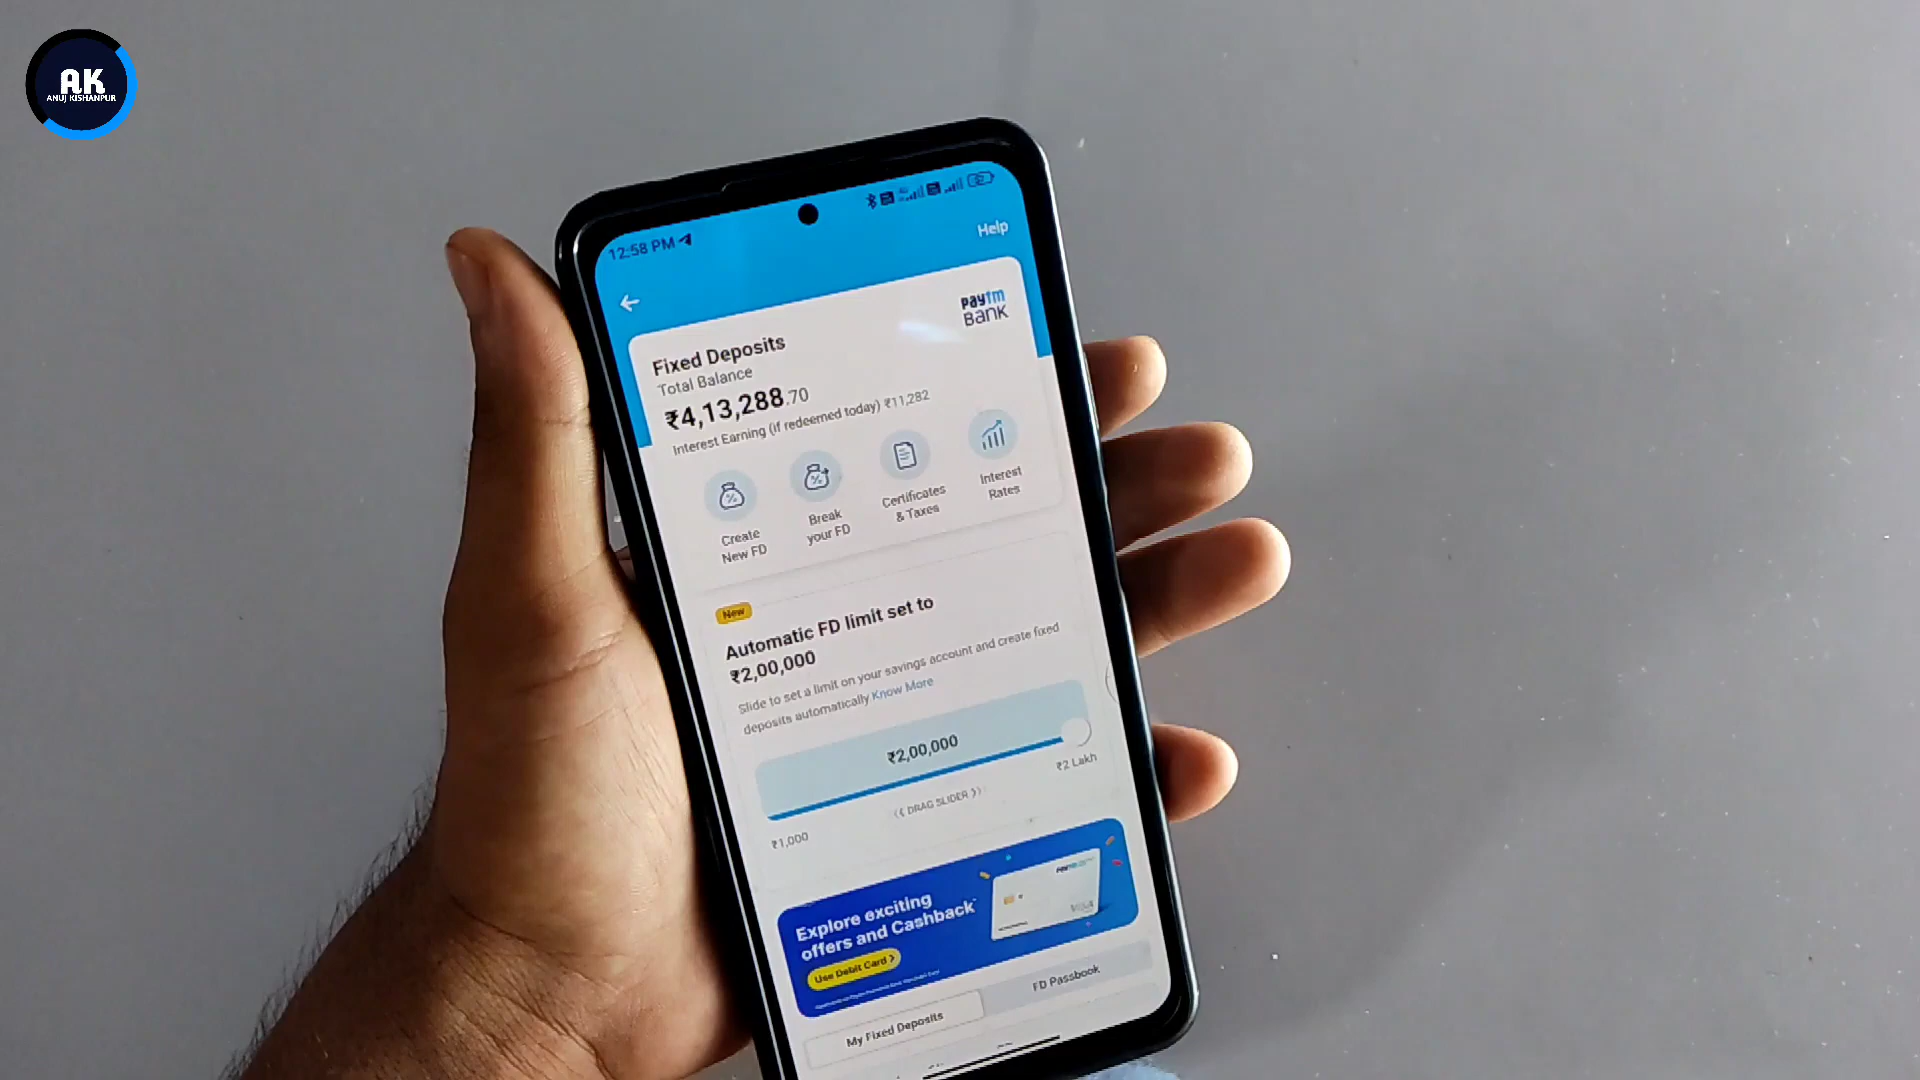 AK
ANUJ KISHANPUR
12:58 PM
Help
paytm
Bank
Fixed Deposits
Total Balance
₹4,13,288.70
Interest Earning (if redeemed today) ₹11,282
Create
New FD
Break
your FD
Certificates
& Taxes
Interest
Rates
New
Automatic FD limit set to
₹2,00,000
Slide to set a limit on your savings account and create fixed
deposits automatically Know More
₹2,00,000
₹1,000
₹2 Lakh
DRAG SLIDER
Explore exciting
offers and Cashback*
Use Debit Card
VISA
My Fixed Deposits
FD Passbook